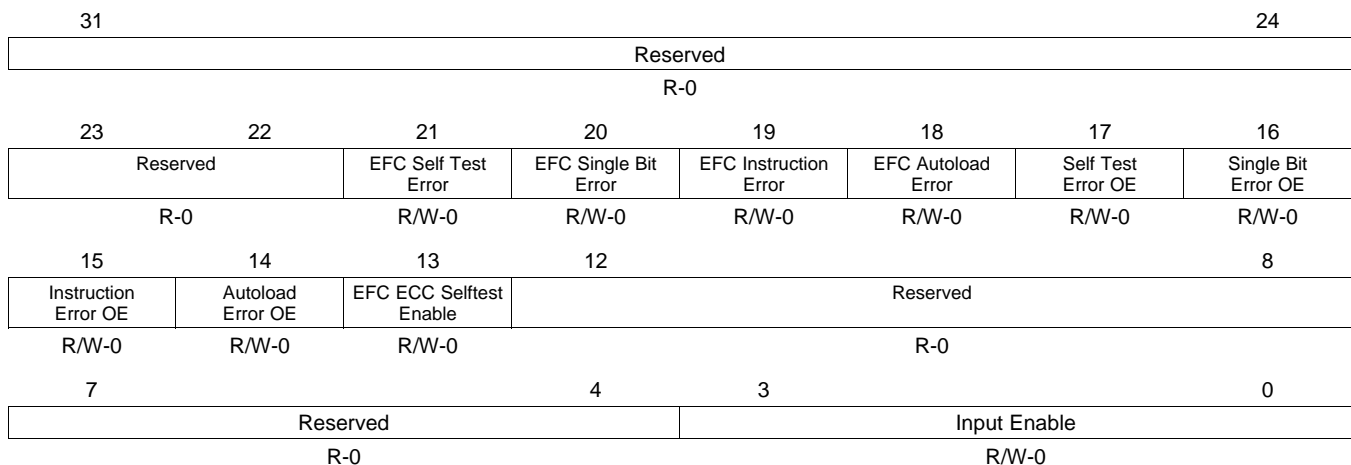 31 24
Reserved
R-0
23 22 21 20 19 18 17 16
Reserved EFC Self Test Error EFC Single Bit Error EFC Instruction Error EFC Autoload Error Self Test Error OE Single Bit Error OE
R-0 R/W-0 R/W-0 R/W-0 R/W-0 R/W-0 R/W-0
15 14 13 12 8
Instruction Error OE Autoload Error OE EFC ECC Selftest Enable Reserved
R/W-0 R/W-0 R/W-0 R-0
7 4 3 0
Reserved Input Enable
R-0 R/W-0